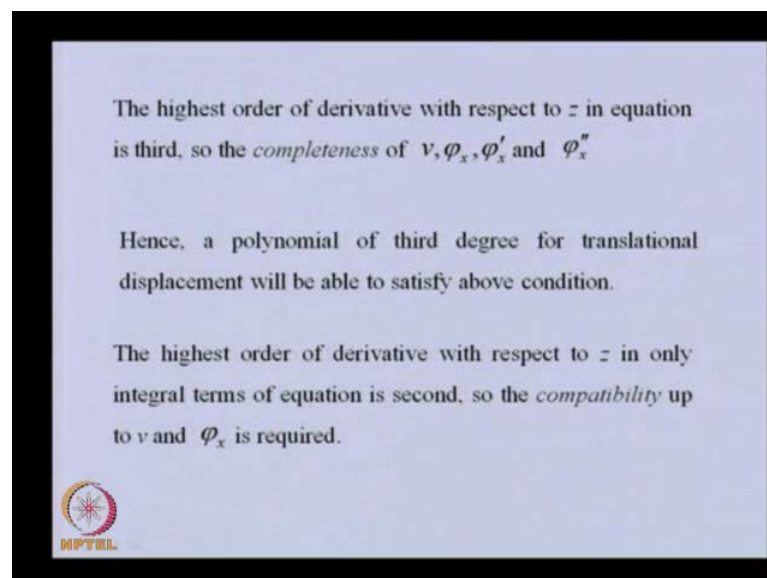 The highest order of derivative with respect to z in equation
is third, so the completeness of v, φₓ, φₓ′ and φₓ″
Hence, a polynomial of third degree for translational
displacement will be able to satisfy above condition.
The highest order of derivative with respect to z in only
integral terms of equation is second, so the compatibility up
to v and φₓ is required.
NPTEL